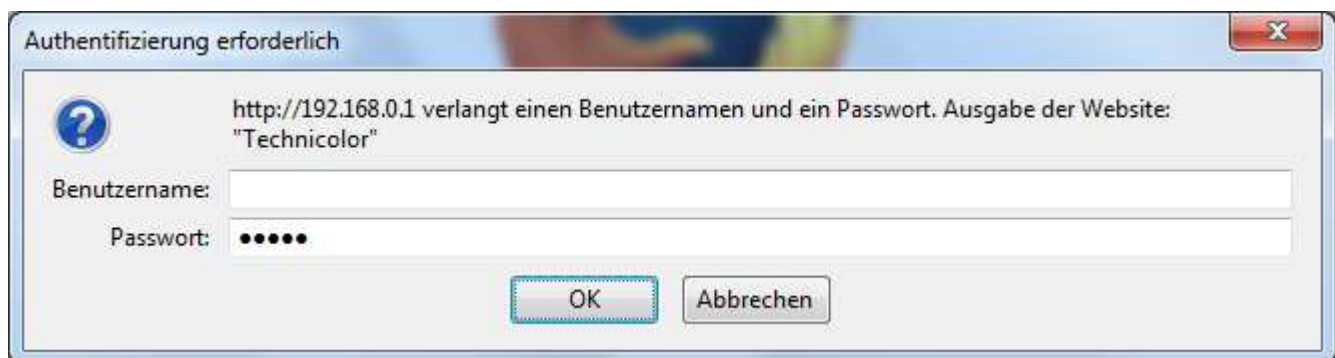 Authentifizierung erforderlich
http://192.168.0.1 verlangt einen Benutzernamen und ein Passwort. Ausgabe der Website:
"Technicolor"
Benutzername:
Passwort: •••••
OK Abbrechen